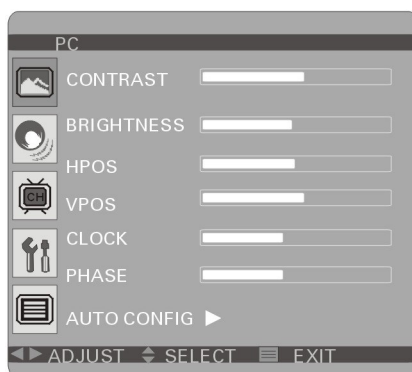 PC
CONTRAST
BRIGHTNESS
HPOS
VPOS
CH
CLOCK
PHASE
AUTO CONFIG
ADJUST SELECT EXIT